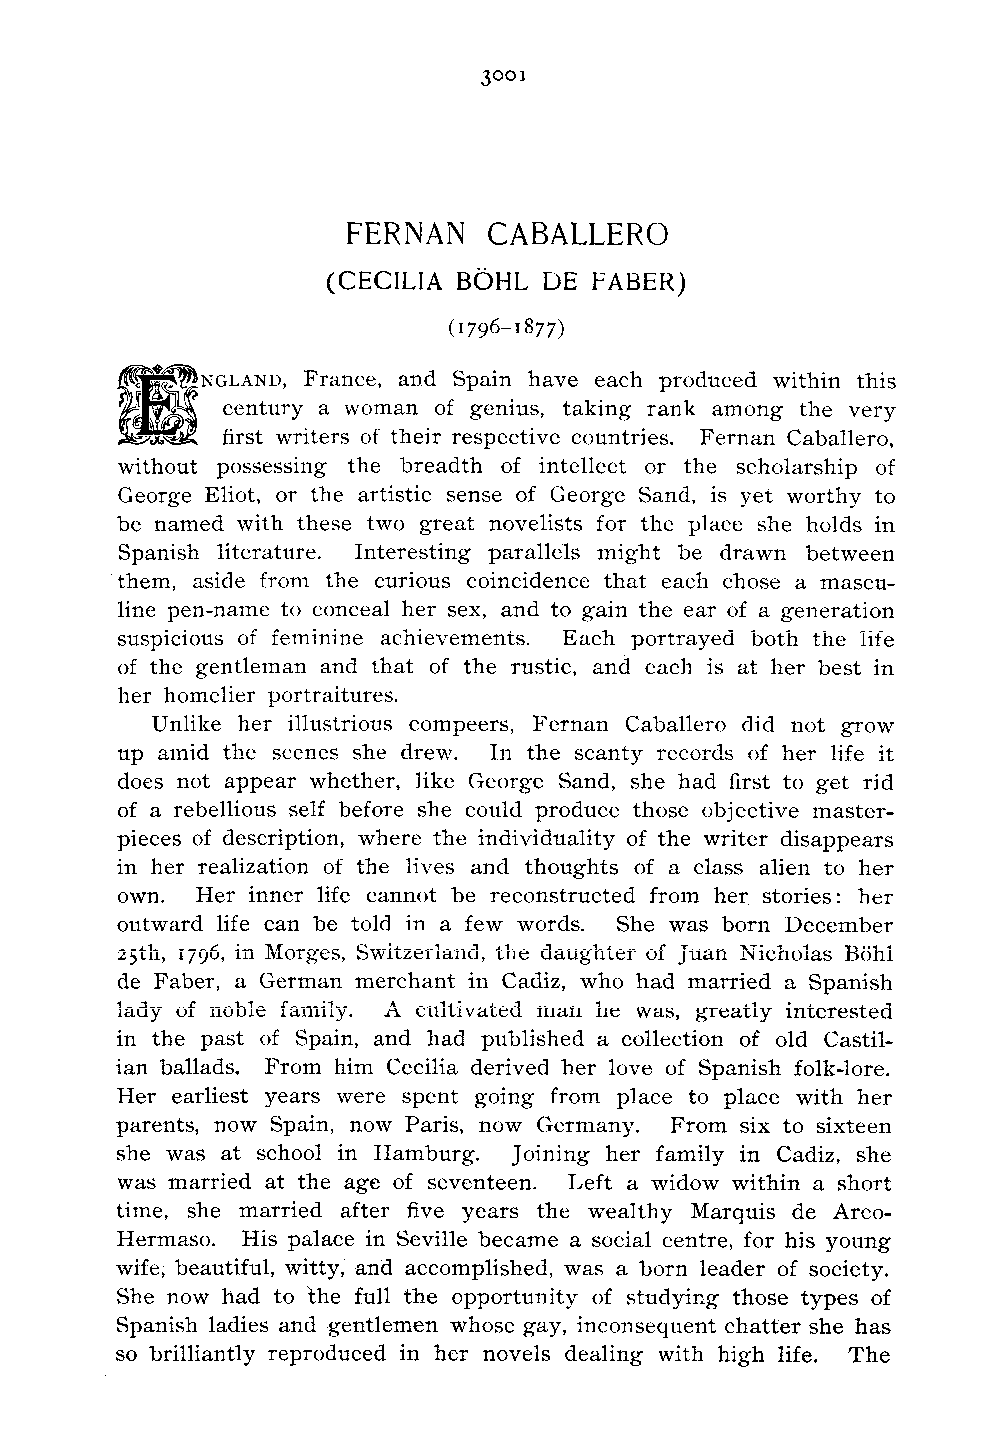 3001
FERNAN CABALLERO
(CECILIA BÖHL DE FABER)
(1796–1877)
ENGLAND, France, and Spain have each produced within this
century a woman of genius, taking rank among the very
first writers of their respective countries. Fernan Caballero,
without possessing the breadth of intellect or the scholarship of
George Eliot, or the artistic sense of George Sand, is yet worthy to
be named with these two great novelists for the place she holds in
Spanish literature. Interesting parallels might be drawn between
them, aside from the curious coincidence that each chose a mascu-
line pen-name to conceal her sex, and to gain the ear of a generation
suspicious of feminine achievements. Each portrayed both the life
of the gentleman and that of the rustic, and each is at her best in
her homelier portraitures.
Unlike her illustrious compeers, Fernan Caballero did not grow
up amid the scenes she drew. In the scanty records of her life it
does not appear whether, like George Sand, she had first to get rid
of a rebellious self before she could produce those objective master-
pieces of description, where the individuality of the writer disappears
in her realization of the lives and thoughts of a class alien to her
own. Her inner life cannot be reconstructed from her stories: her
outward life can be told in a few words. She was born December
25th, 1796, in Morges, Switzerland, the daughter of Juan Nicholas Böhl
de Faber, a German merchant in Cadiz, who had married a Spanish
lady of noble family. A cultivated man he was, greatly interested
in the past of Spain, and had published a collection of old Castil-
ian ballads. From him Cecilia derived her love of Spanish folk-lore.
Her earliest years were spent going from place to place with her
parents, now Spain, now Paris, now Germany. From six to sixteen
she was at school in Hamburg. Joining her family in Cadiz, she
was married at the age of seventeen. Left a widow within a short
time, she married after five years the wealthy Marquis de Arco-
Hermaso. His palace in Seville became a social centre, for his young
wife, beautiful, witty, and accomplished, was a born leader of society.
She now had to the full the opportunity of studying those types of
Spanish ladies and gentlemen whose gay, inconsequent chatter she has
so brilliantly reproduced in her novels dealing with high life. The